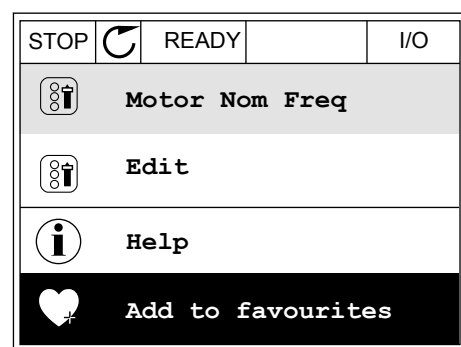 STOP READY I/O
Motor Nom Freq
Edit
Help
Add to favourites